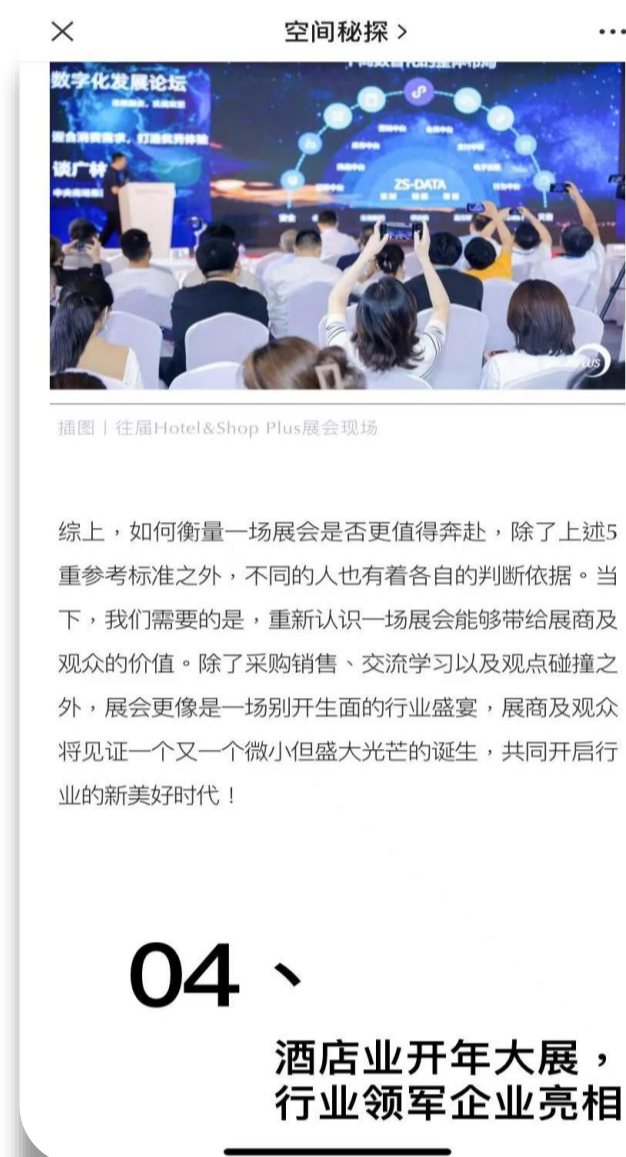 空间秘探 >
数字化发展论坛
谈广林
ZS-DATA
插图丨往届Hotel&Shop Plus展会现场
综上，如何衡量一场展会是否更值得奔赴，除了上述5
重参考标准之外，不同的人也有着各自的判断依据。当
下，我们需要的是，重新认识一场展会能够带给展商及
观众的价值。除了采购销售、交流学习以及观点碰撞之
外，展会更像是一场别开生面的行业盛宴，展商及观众
将见证一个又一个微小但盛大光芒的诞生，共同开启行
业的新美好时代！
04、
酒店业开年大展，
行业领军企业亮相